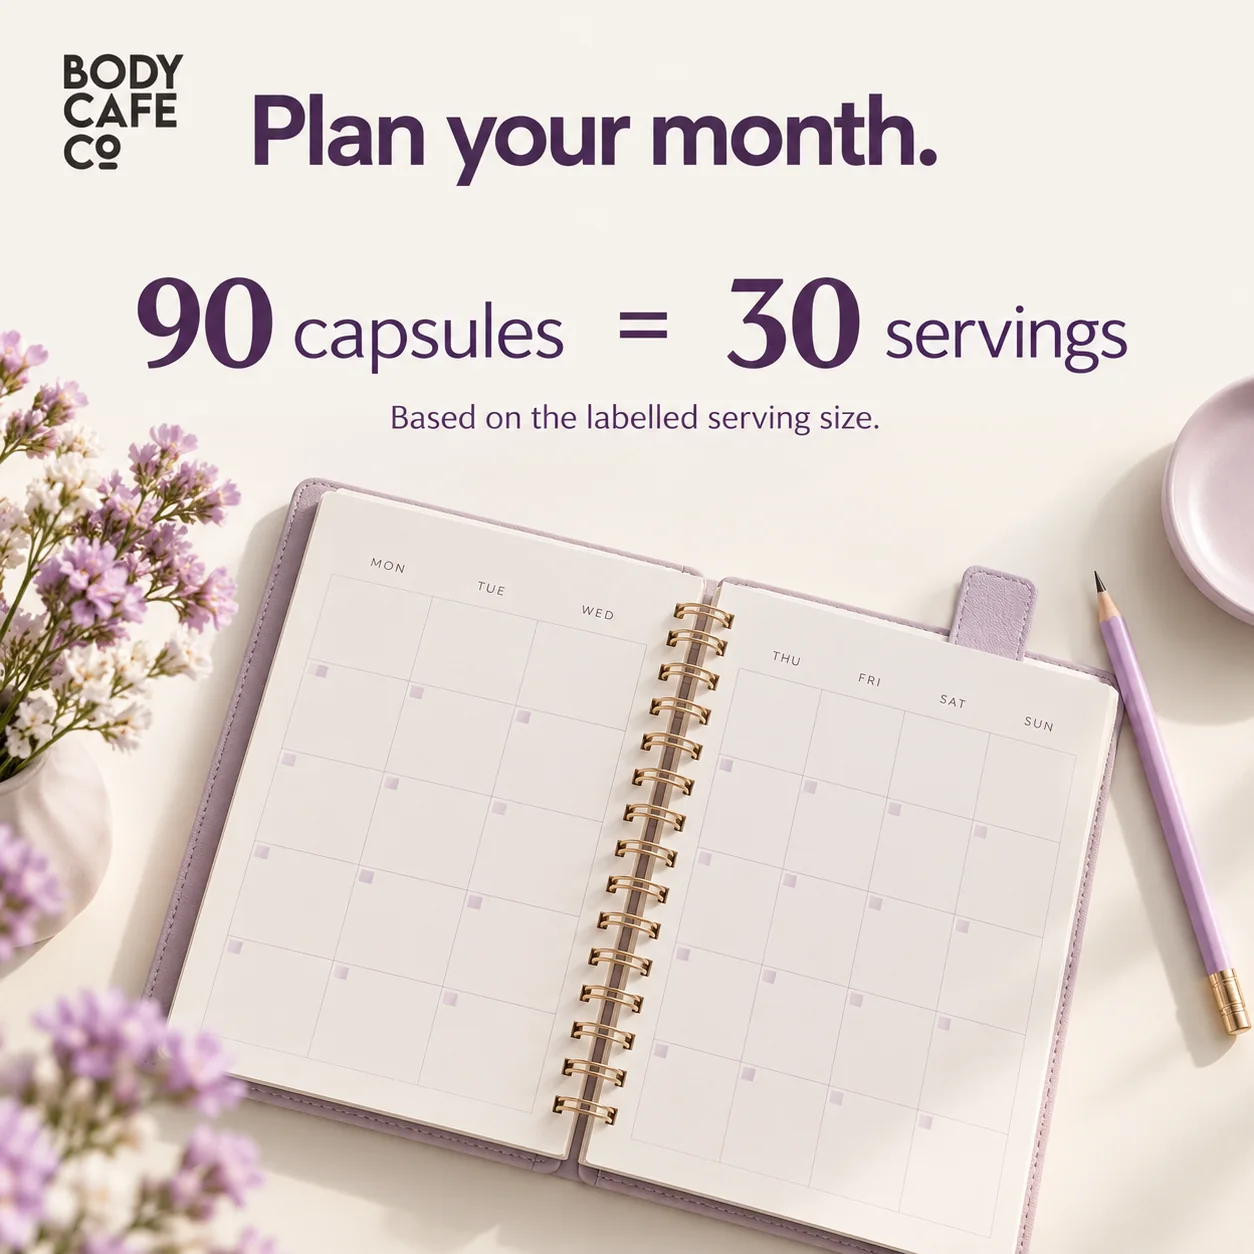 BODY
CAFE
Co
Plan your month.
90 capsules = 30 servings
Based on the labelled serving size.
MON TUE WED THU FRI SAT SUN